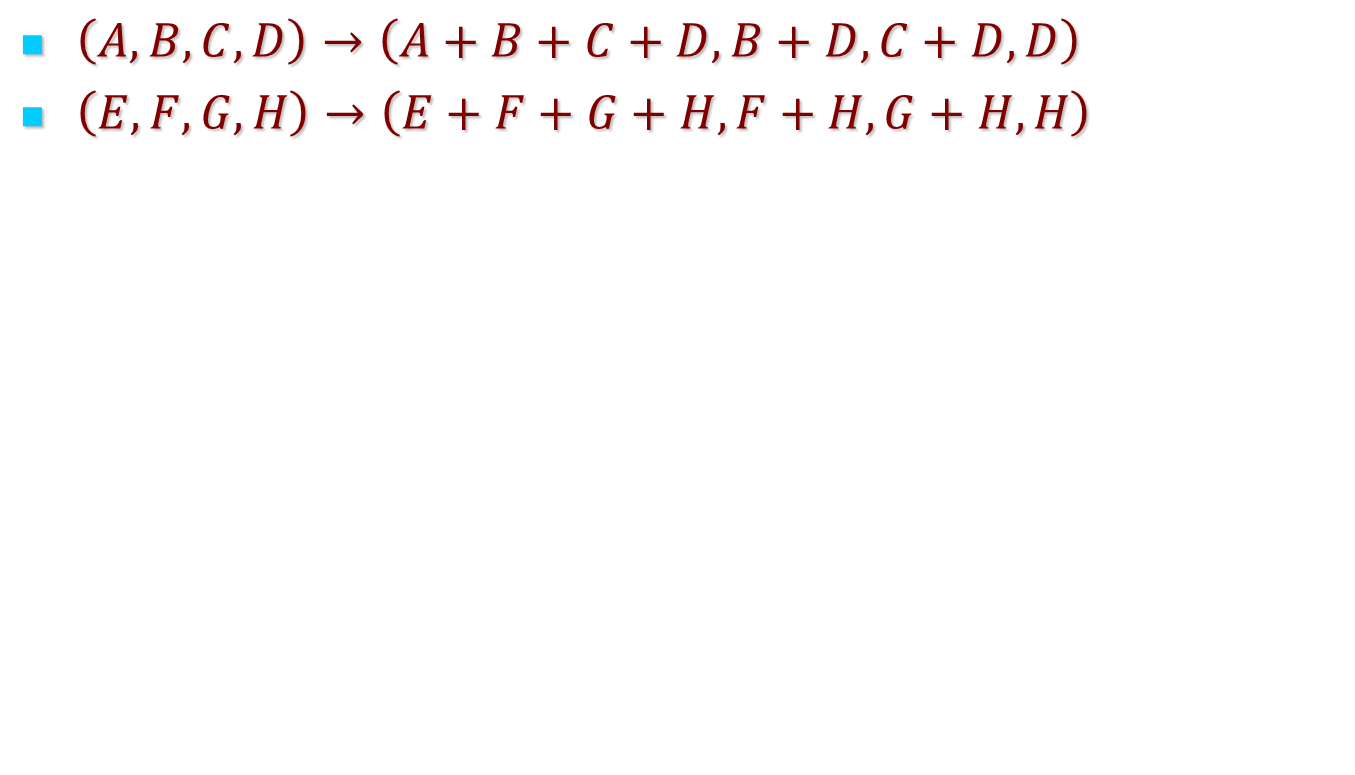 (A, B, C, D) → (A + B + C + D, B + D, C + D, D)
(E, F, G, H) → (E + F + G + H, F + H, G + H, H)